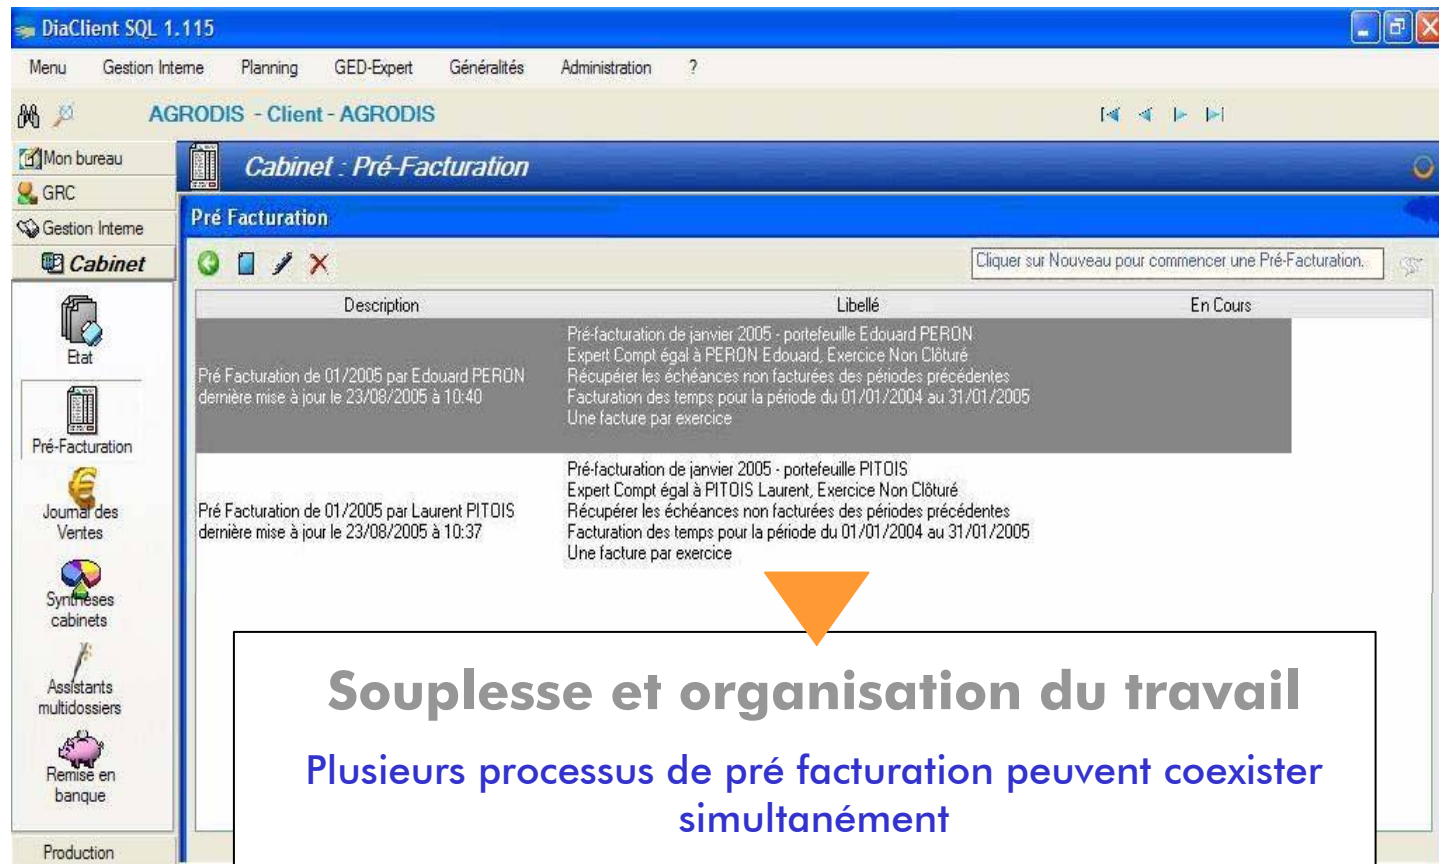 DiaClient SQL 1.115
Menu Gestion Interne Planning GED-Expert Généralités Administration ?
AGRODIS - Client - AGRODIS
Mon bureau
GRC
Gestion Interne
Cabinet
Etat
Pré-Facturation
Journal des
Ventes
Synthèses
cabinets
Assistants
multidossiers
Remise en
banque
Production
Cabinet : Pré-Facturation
Pré Facturation
Cliquer sur Nouveau pour commencer une Pré-Facturation.
Description Libellé En Cours
Pré Facturation de 01/2005 par Edouard PERON
dernière mise à jour le 23/08/2005 à 10:40
Pré-facturation de janvier 2005 - portefeuille Edouard PERON
Expert Compt égal à PERON Edouard, Exercice Non Clôturé
Récupérer les échéances non facturées des périodes précédentes
Facturation des temps pour la période du 01/01/2004 au 31/01/2005
Une facture par exercice
Pré Facturation de 01/2005 par Laurent PITOIS
dernière mise à jour le 23/08/2005 à 10:37
Pré-facturation de janvier 2005 - portefeuille PITOIS
Expert Compt égal à PITOIS Laurent, Exercice Non Clôturé
Récupérer les échéances non facturées des périodes précédentes
Facturation des temps pour la période du 01/01/2004 au 31/01/2005
Une facture par exercice
Souplesse et organisation du travail
Plusieurs processus de pré facturation peuvent coexister
simultanément